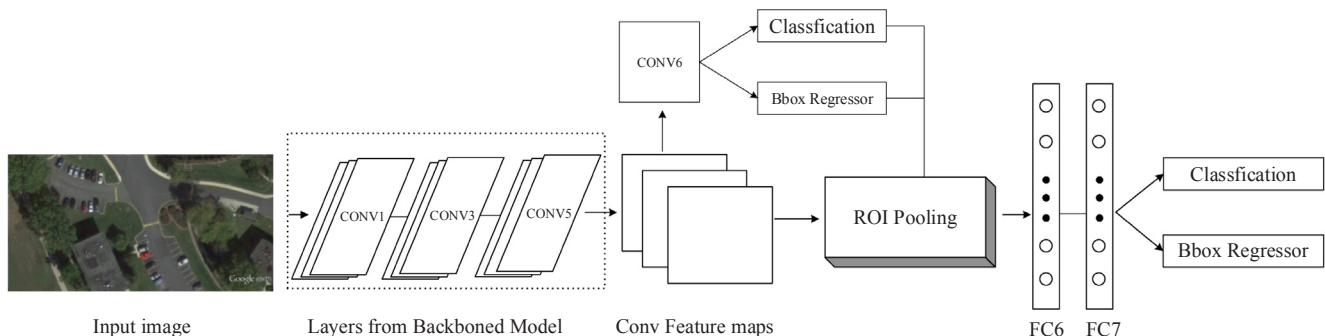 Classfication
CONV6
Bbox Regressor
CONV1
CONV3
CONV5
ROI Pooling
Classfication
Bbox Regressor
Google
Input image
Layers from Backboned Model
Conv Feature maps
FC6
FC7